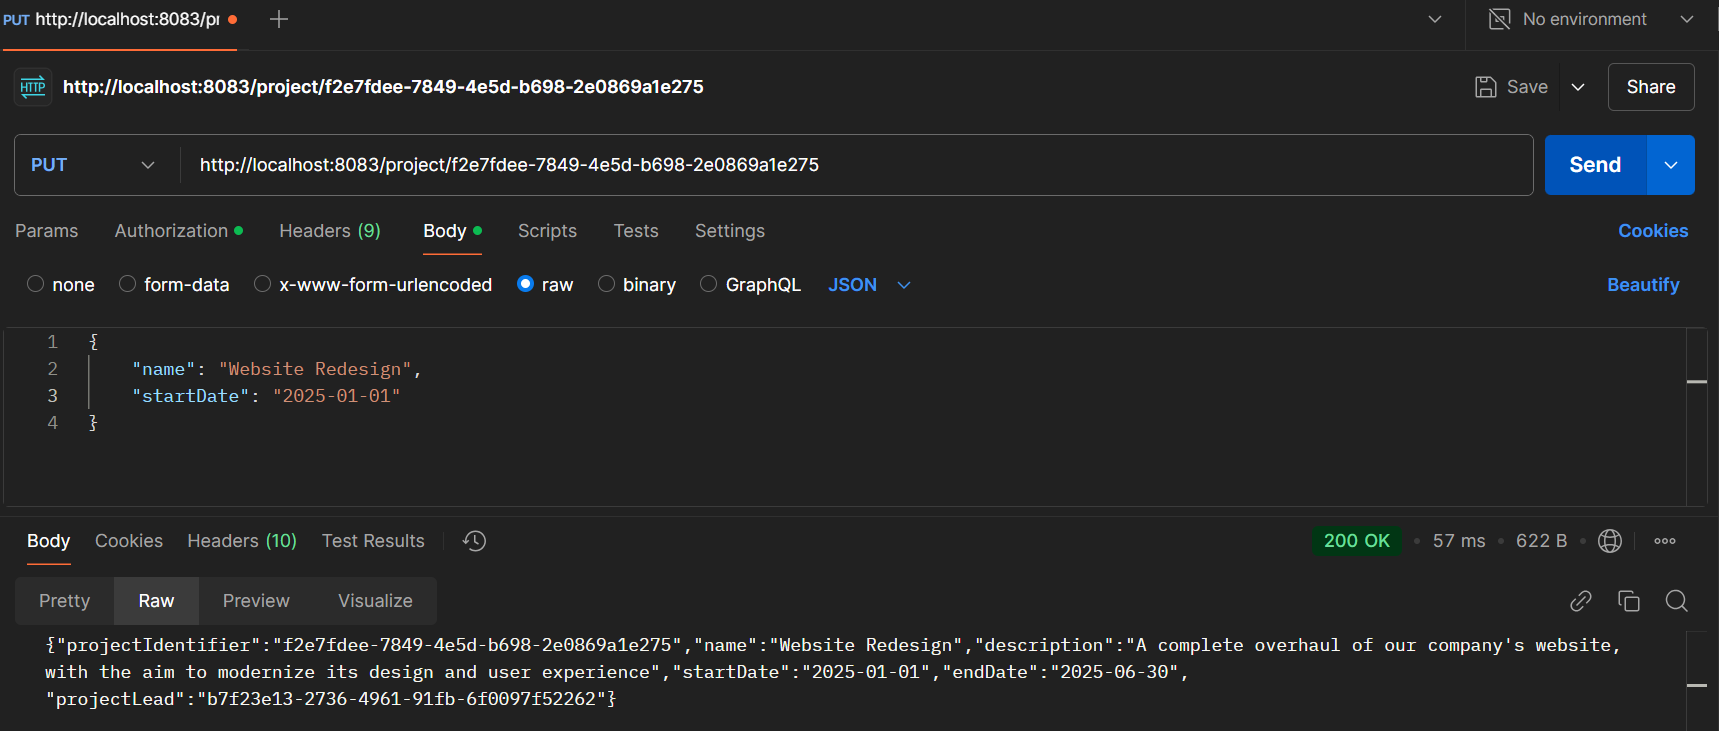 PUT http://localhost:8083/pr
No environment
HTTP http://localhost:8083/project/f2e7fdee-7849-4e5d-b698-2e0869a1e275
Save
Share
PUT http://localhost:8083/project/f2e7fdee-7849-4e5d-b698-2e0869a1e275
Send
Params Authorization Headers (9) Body Scripts Tests Settings Cookies
none form-data x-www-form-urlencoded raw binary GraphQL JSON Beautify
1 {
2 "name": "Website Redesign",
3 "startDate": "2025-01-01"
4 }
Body Cookies Headers (10) Test Results 200 OK • 57 ms • 622 B
Pretty Raw Preview Visualize
{"projectIdentifier":"f2e7fdee-7849-4e5d-b698-2e0869a1e275","name":"Website Redesign","description":"A complete overhaul of our company's website,
with the aim to modernize its design and user experience","startDate":"2025-01-01","endDate":"2025-06-30",
"projectLead":"b7f23e13-2736-4961-91fb-6f0097f52262"}